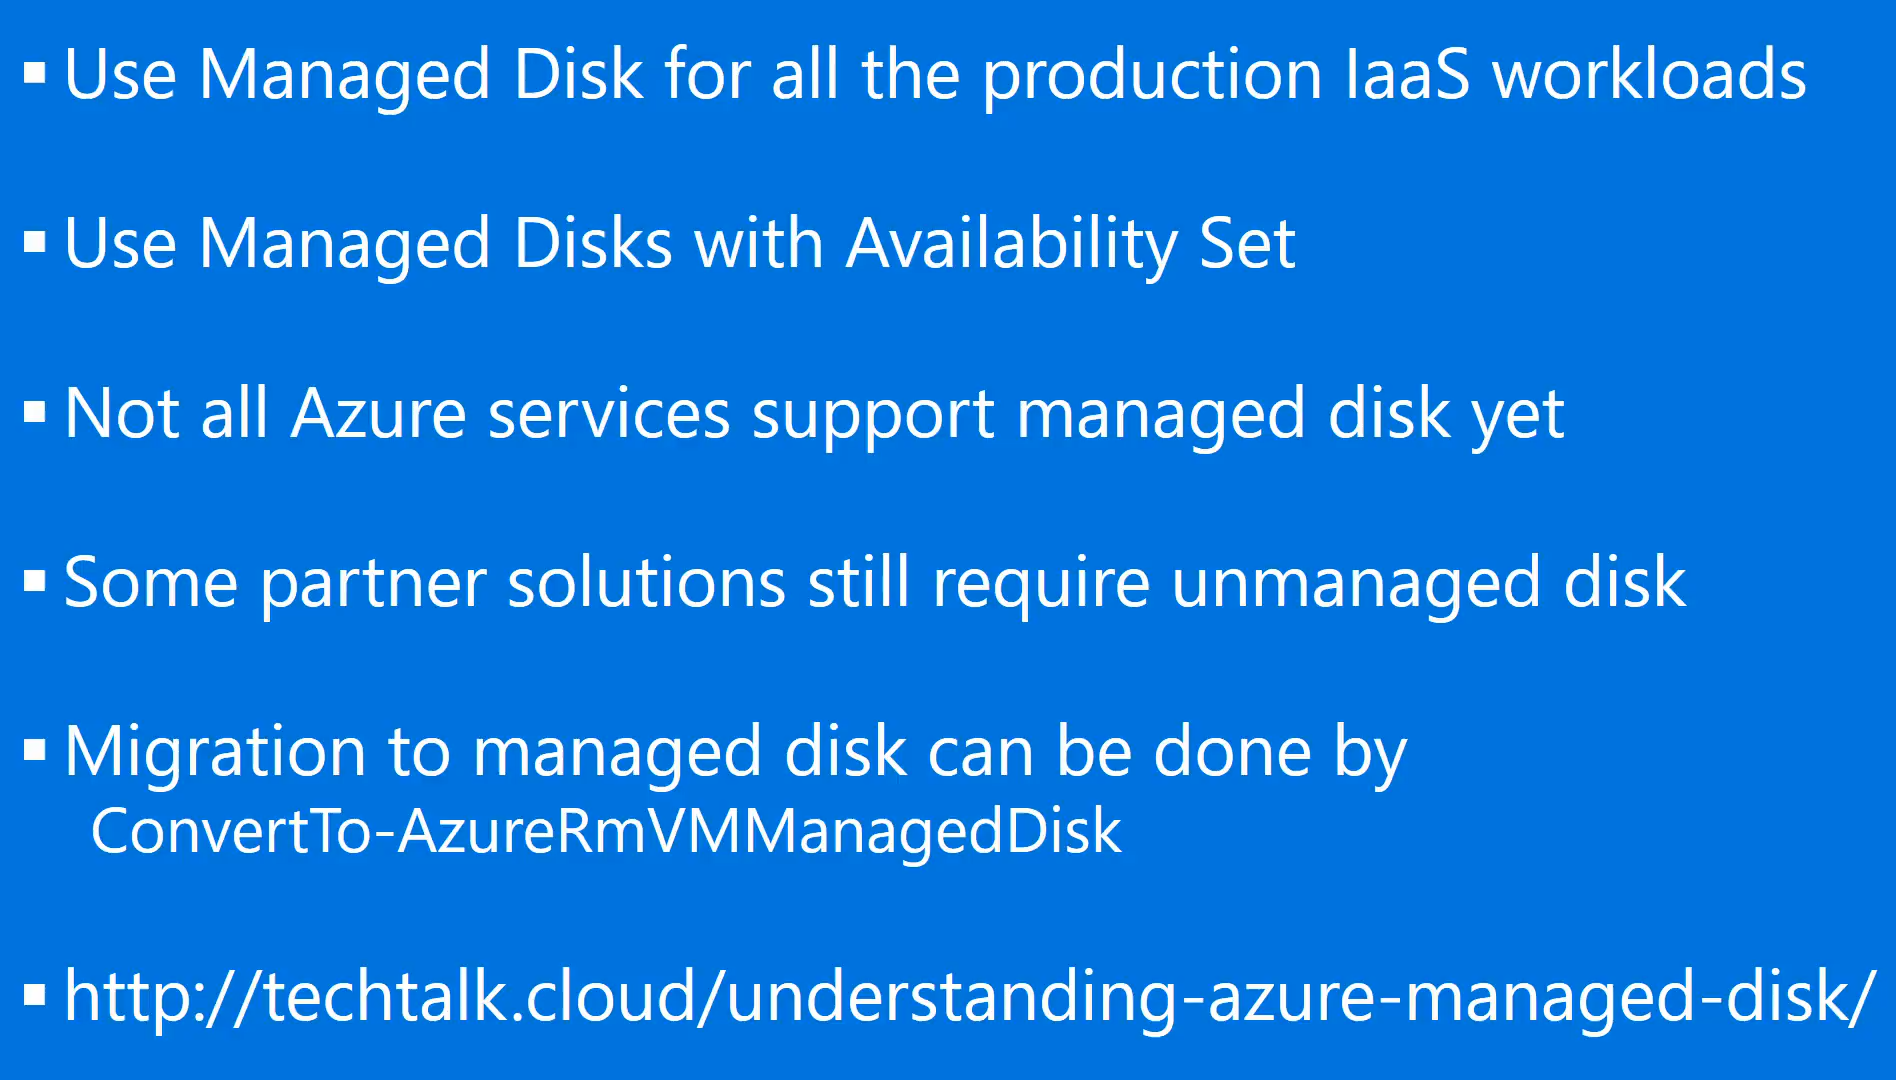 ▪ Use Managed Disk for all the production IaaS workloads
▪ Use Managed Disks with Availability Set
▪ Not all Azure services support managed disk yet
▪ Some partner solutions still require unmanaged disk
▪ Migration to managed disk can be done by
ConvertTo-AzureRmVMManagedDisk
▪ http://techtalk.cloud/understanding-azure-managed-disk/